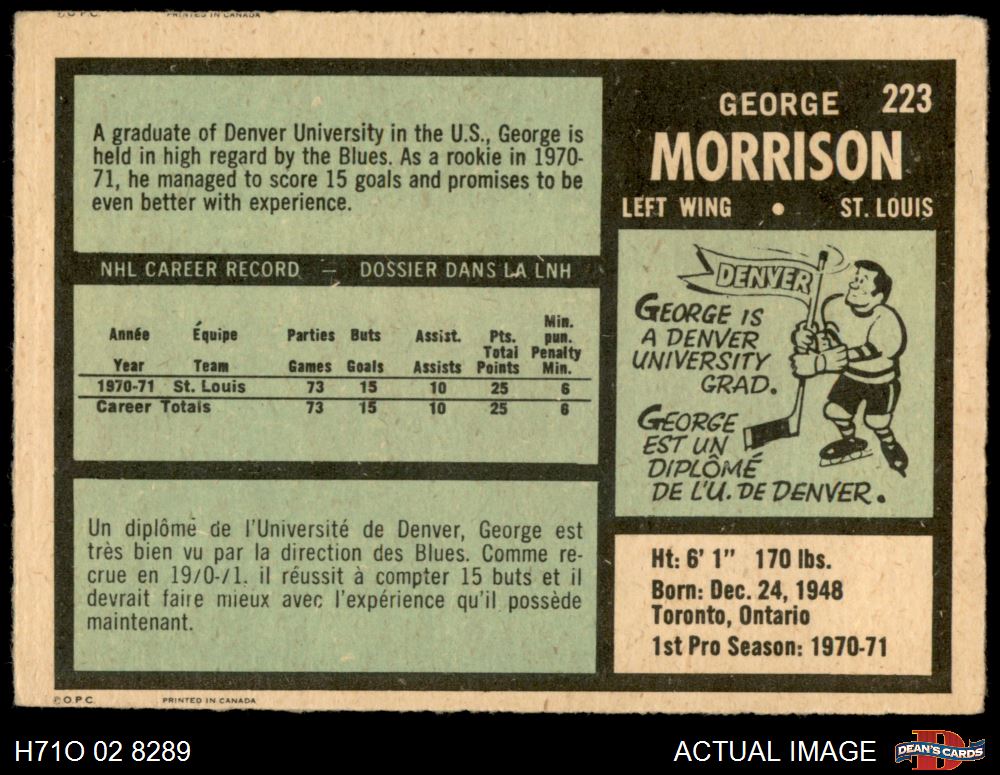 O.P.C. PRINTED IN CANADA
GEORGE 223
MORRISON
LEFT WING • ST. LOUIS
A graduate of Denver University in the U.S., George is
held in high regard by the Blues. As a rookie in 1970-
71, he managed to score 15 goals and promises to be
even better with experience.
NHL CAREER RECORD — DOSSIER DANS LA LNH
Année Équipe Parties Buts Assist. Pts. Min. pun.
Year Team Games Goals Assists Total Points Penalty Min.
1970-71 St. Louis 73 15 10 25 6
Career Totals 73 15 10 25 6
Un diplômé de l'Université de Denver, George est
très bien vu par la direction des Blues. Comme re-
crue en 19/0-/1. il réussit à compter 15 buts et il
devrait faire mieux avec l'expérience qu'il possède
maintenant.
DENVER
GEORGE IS
A DENVER
UNIVERSITY
GRAD.
GEORGE
EST UN
DIPLÔMÉ
DE L'U. DE DENVER.
Ht: 6' 1" 170 lbs.
Born: Dec. 24, 1948
Toronto, Ontario
1st Pro Season: 1970-71
O.P.C. PRINTED IN CANADA
H71O 02 8289
ACTUAL IMAGE
DEAN'S CARDS